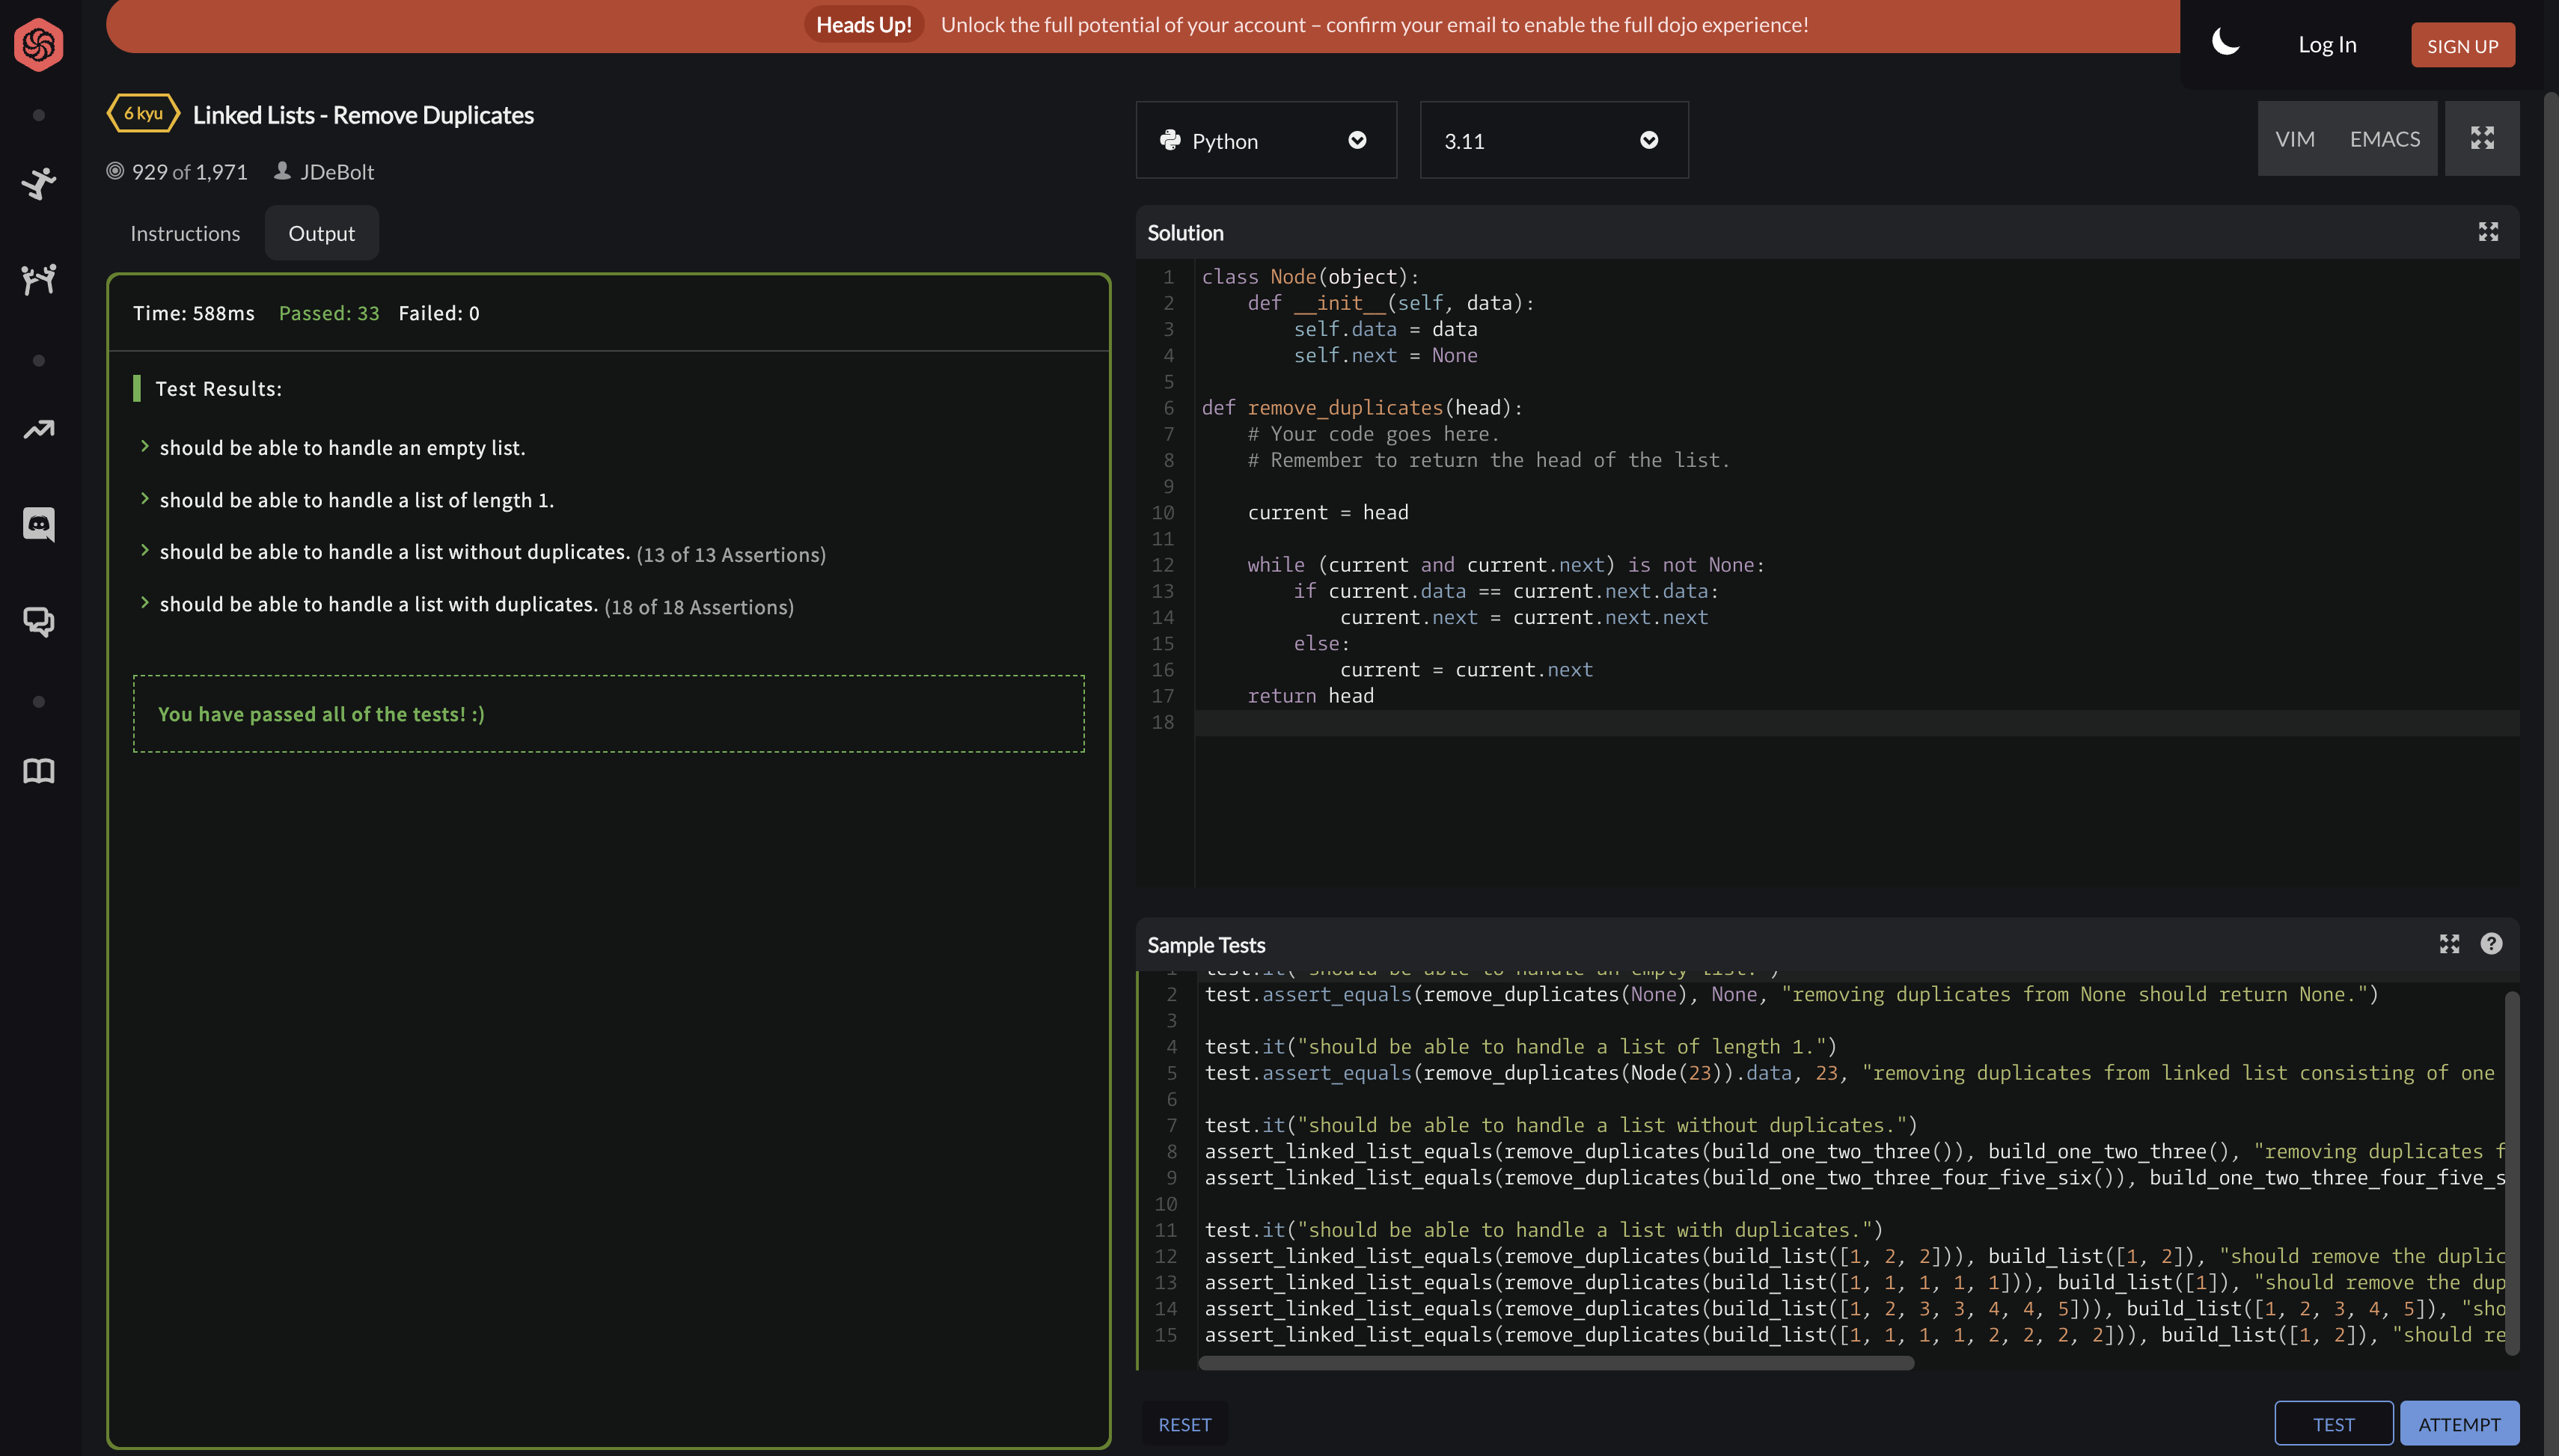 Heads Up! Unlock the full potential of your account – confirm your email to enable the full dojo experience!
Log In
SIGN UP
6 kyu Linked Lists - Remove Duplicates
929 of 1,971 JDeBolt
Instructions
Output
Time: 588ms Passed: 33 Failed: 0
Test Results:
should be able to handle an empty list.
should be able to handle a list of length 1.
should be able to handle a list without duplicates. (13 of 13 Assertions)
should be able to handle a list with duplicates. (18 of 18 Assertions)
You have passed all of the tests! :)
Python
3.11
VIM
EMACS
Solution
1 class Node(object):
2     def __init__(self, data):
3         self.data = data
4         self.next = None
5
6 def remove_duplicates(head):
7     # Your code goes here.
8     # Remember to return the head of the list.
9
10     current = head
11
12     while (current and current.next) is not None:
13         if current.data == current.next.data:
14             current.next = current.next.next
15         else:
16             current = current.next
17     return head
18
Sample Tests
1 test.it("should be able to handle an empty list.")
2 test.assert_equals(remove_duplicates(None), None, "removing duplicates from None should return None.")
3
4 test.it("should be able to handle a list of length 1.")
5 test.assert_equals(remove_duplicates(Node(23)).data, 23, "removing duplicates from linked list consisting of one
6
7 test.it("should be able to handle a list without duplicates.")
8 assert_linked_list_equals(remove_duplicates(build_one_two_three()), build_one_two_three(), "removing duplicates f
9 assert_linked_list_equals(remove_duplicates(build_one_two_three_four_five_six()), build_one_two_three_four_five_s
10
11 test.it("should be able to handle a list with duplicates.")
12 assert_linked_list_equals(remove_duplicates(build_list([1, 2, 2])), build_list([1, 2]), "should remove the duplic
13 assert_linked_list_equals(remove_duplicates(build_list([1, 1, 1, 1, 1])), build_list([1]), "should remove the dup
14 assert_linked_list_equals(remove_duplicates(build_list([1, 2, 3, 3, 4, 4, 5])), build_list([1, 2, 3, 4, 5]), "sho
15 assert_linked_list_equals(remove_duplicates(build_list([1, 1, 1, 1, 2, 2, 2, 2])), build_list([1, 2]), "should re
RESET
TEST
ATTEMPT